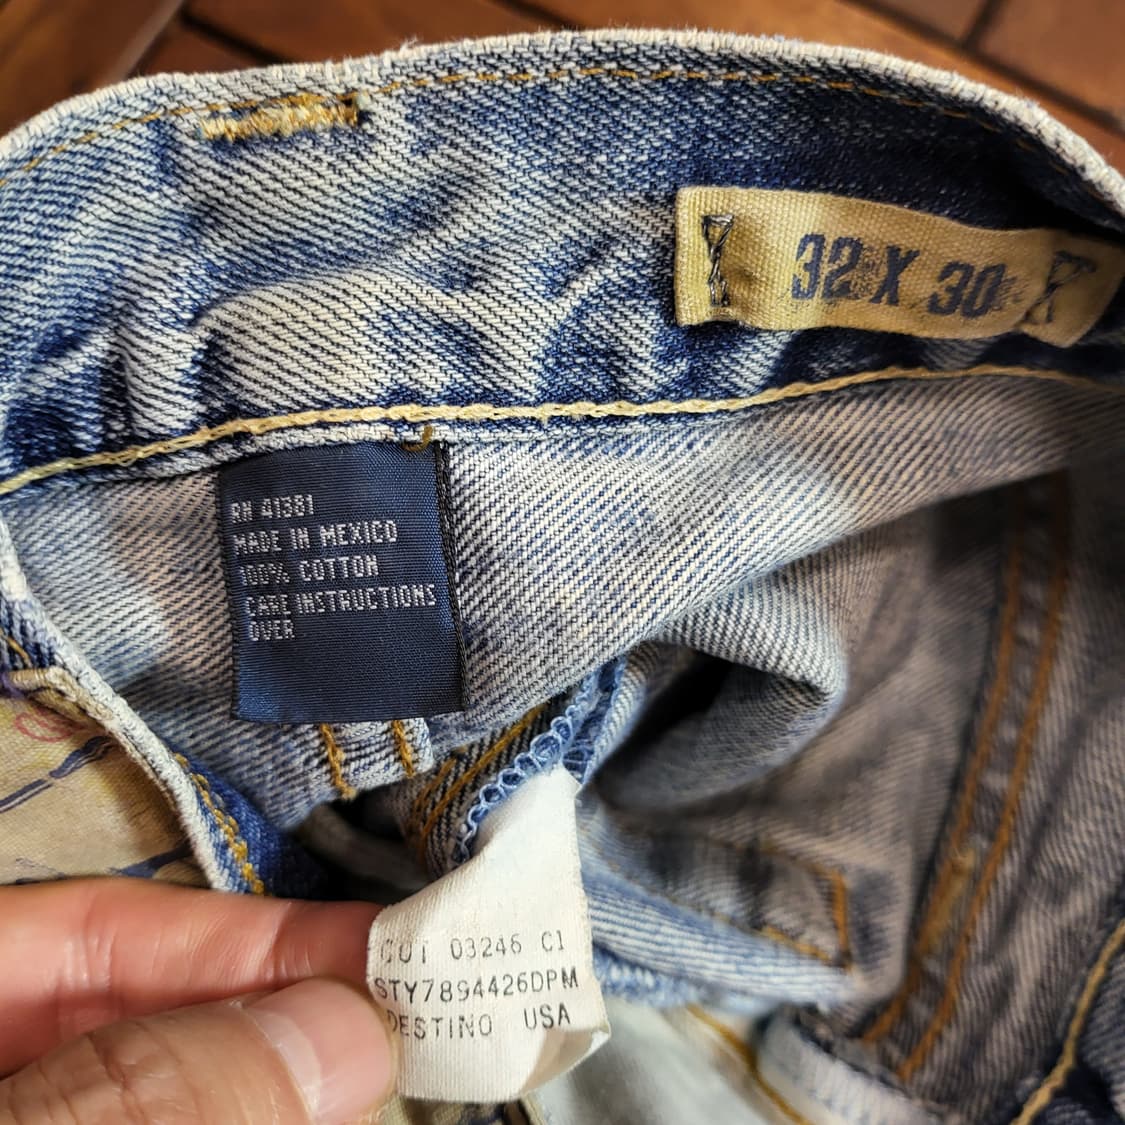 32 X 30
RN 41381
MADE IN MEXICO
100% COTTON
CARE INSTRUCTIONS
OVER
CUT 03246 C1
STY7894426DPM
DESTINO USA